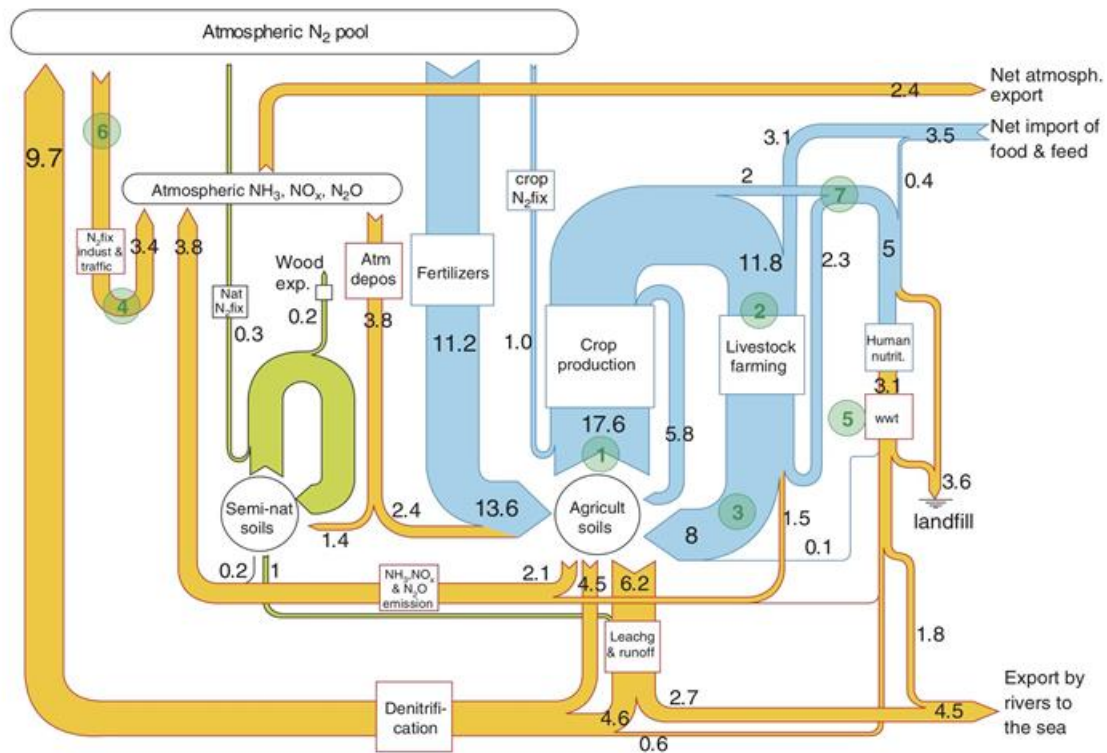 Atmospheric N₂ pool
Net atmosph.
export
2.4
Net import of
food & feed
3.5
3.1
0.4
6
9.7
Atmospheric NH₃, NOₓ, N₂O
crop
N₂fix
2
7
N₂fix
indust &
traffic
3.4
3.8
4
Nat
N₂fix
0.3
Wood
exp.
0.2
Atm
depos
3.8
Fertilizers
11.2
1.0
11.8
2.3
5
2
Crop
production
Livestock
farming
Human
nutrit.
3.1
17.6
5.8
5
wwt
1
3.6
landfill
Semi-nat
soils
1.4
2.4
13.6
Agricult
soils
3
8
1.5
0.1
0.2
1
NH₃,NOₓ
& N₂O
emission
2.1
4.5
6.2
Leachg
& runoff
1.8
Denitrifi-
cation
4.6
2.7
0.6
4.5
Export by
rivers to
the sea